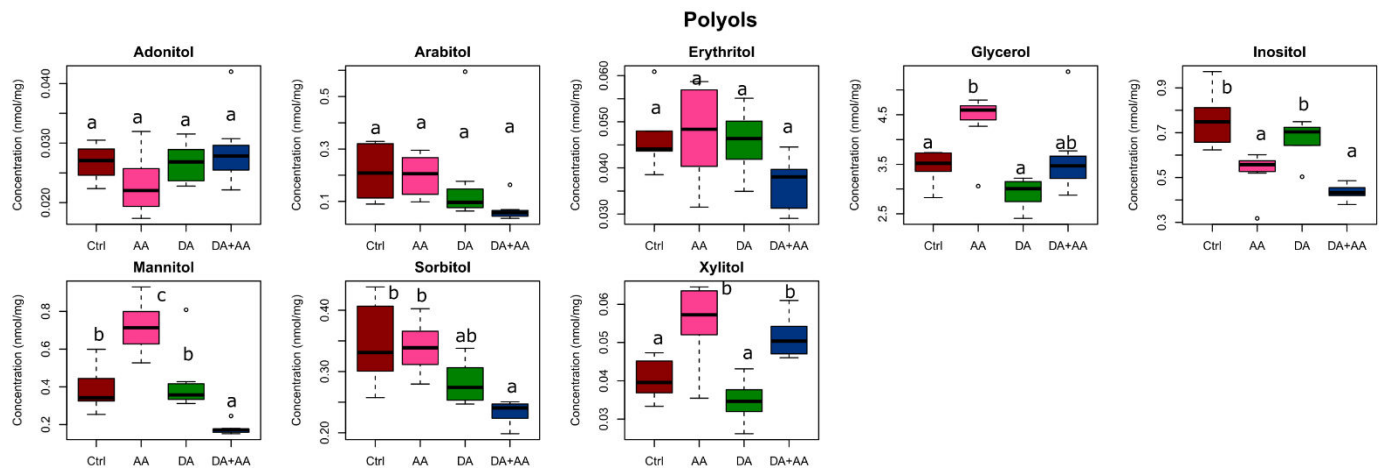 Polyols
Adonitol
Concentration (nmol/mg)
0.040
0.030
0.020
a a a a
Ctrl AA DA DA+AA
Arabitol
Concentration (nmol/mg)
0.5
0.3
0.1
a a a a
Ctrl AA DA DA+AA
Erythritol
Concentration (nmol/mg)
0.060
0.050
0.040
0.030
a a a a
Ctrl AA DA DA+AA
Glycerol
Concentration (nmol/mg)
4.5
3.5
2.5
a b a ab
Ctrl AA DA DA+AA
Inositol
Concentration (nmol/mg)
0.9
0.7
0.5
0.3
b a b a
Ctrl AA DA DA+AA
Mannitol
Concentration (nmol/mg)
0.8
0.6
0.4
0.2
b c b a
Ctrl AA DA DA+AA
Sorbitol
Concentration (nmol/mg)
0.40
0.30
0.20
b b ab a
Ctrl AA DA DA+AA
Xylitol
Concentration (nmol/mg)
0.06
0.05
0.04
0.03
a b a b
Ctrl AA DA DA+AA